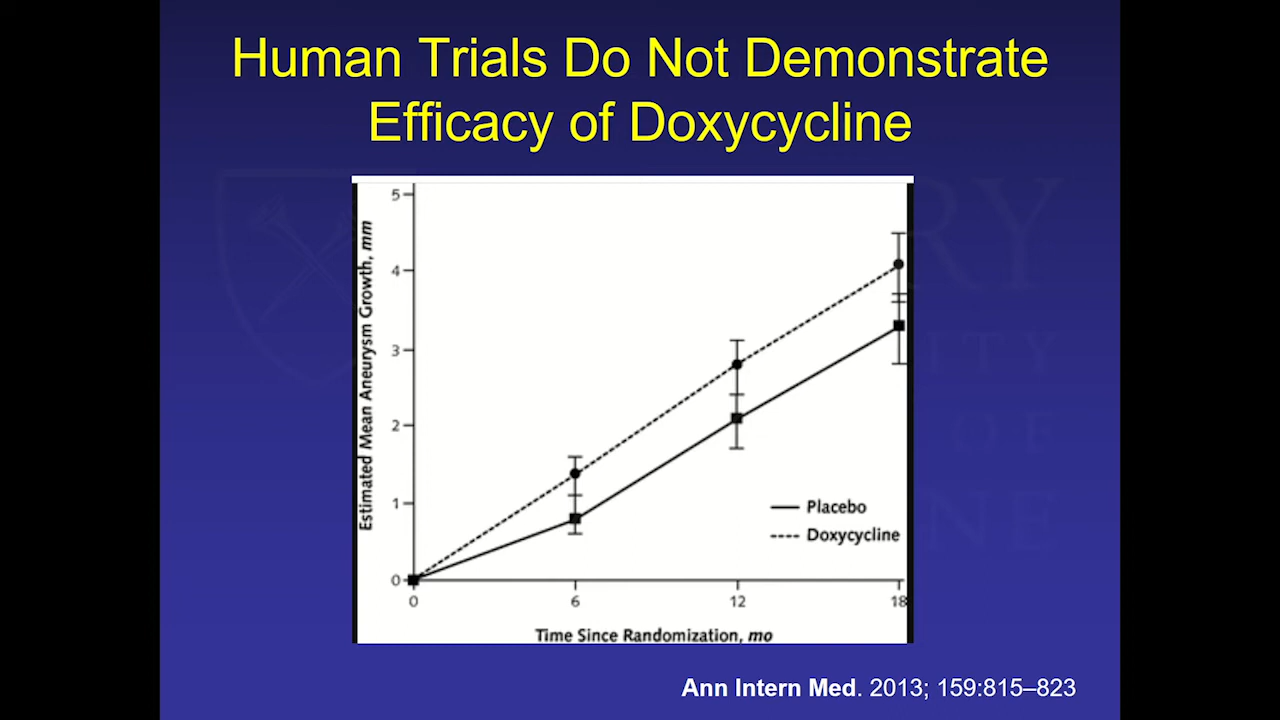 Human Trials Do Not Demonstrate
Efficacy of Doxycycline
5
4
3
2
1
0
Estimated Mean Aneurysm Growth, mm
Placebo
Doxycycline
0 6 12 18
Time Since Randomization, mo
Ann Intern Med. 2013; 159:815–823